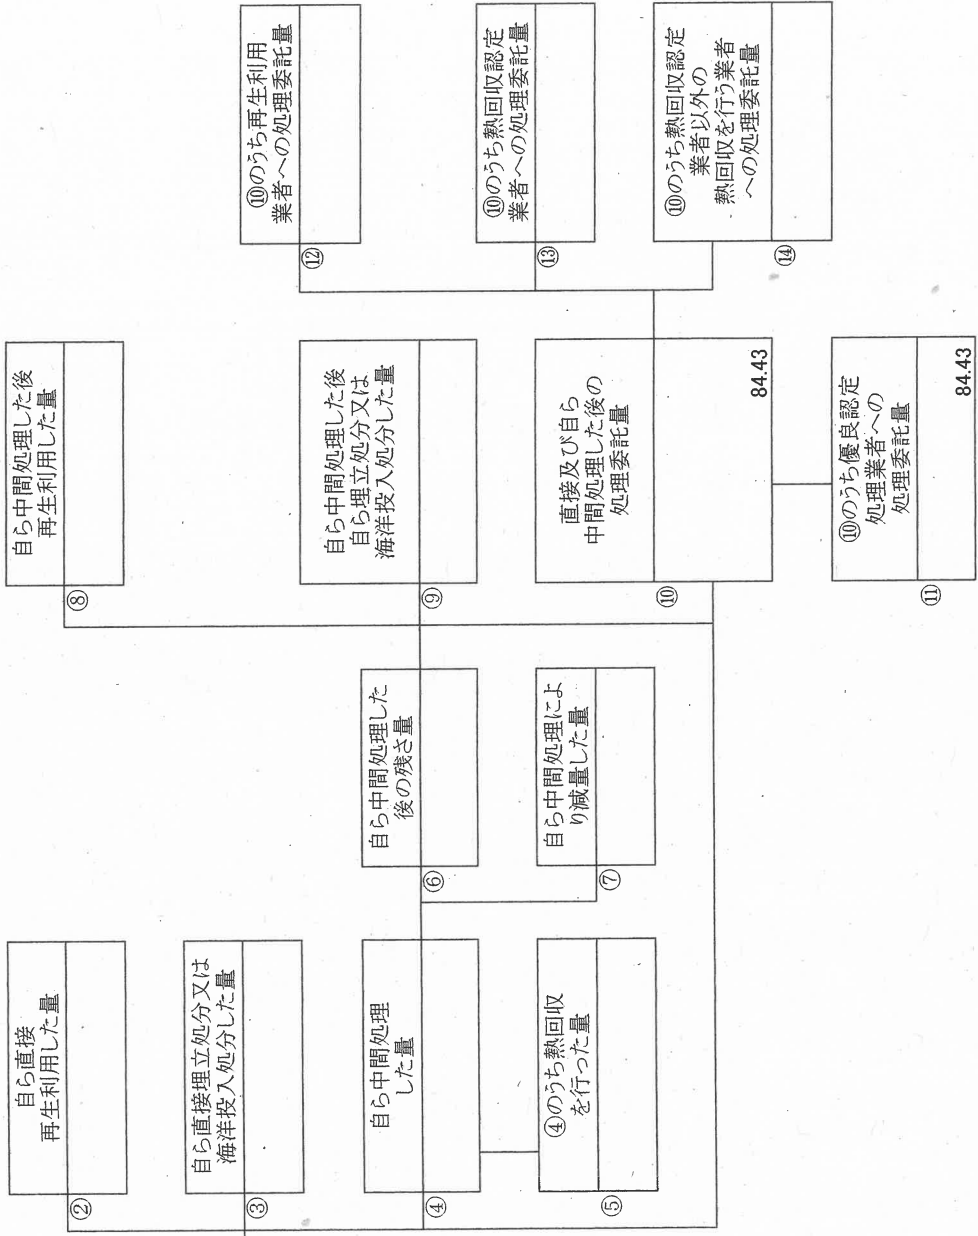 ②
自ら直接
再生利用した量
③
自ら直接埋立処分又は
海洋投入処分した量
④
自ら中間処理
した量
⑤
④のうち熱回収
を行った量
⑥
自ら中間処理した
後の残さ量
⑦
自ら中間処理によ
り減量した量
⑧
自ら中間処理した後
再生利用した量
⑨
自ら中間処理した後
自ら埋立処分又は
海洋投入処分した量
⑩
直接及び自ら
中間処理した後の
処理委託量
84.43
⑪
⑩のうち優良認定
処理業者への
処理委託量
84.43
⑫
⑩のうち再生利用
業者への処理委託量
⑬
⑩のうち熱回収認定
業者への処理委託量
⑭
⑩のうち熱回収認定
業者以外の
熱回収を行う業者
への処理委託量